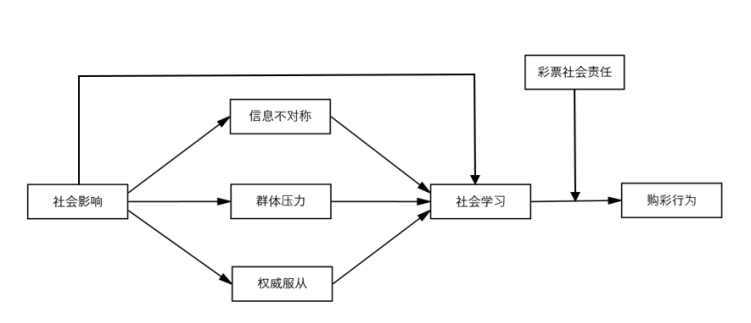 彩票社会责任
信息不对称
社会影响
群体压力
社会学习
购彩行为
权威服从